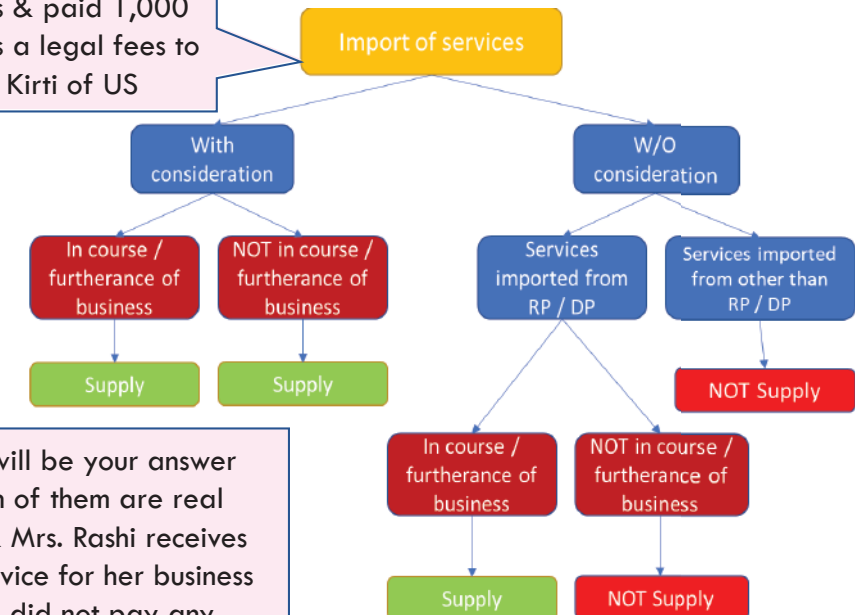 s & paid 1,000
s a legal fees to
Kirti of US
Import of services
With
consideration
W/O
consideration
In course /
furtherance of
business
NOT in course /
furtherance of
business
Services
imported from
RP / DP
Services imported
from other than
RP / DP
Supply
Supply
NOT Supply
will be your answer
n of them are real
Mrs. Rashi receives
vice for her business
did not pay any
In course /
furtherance of
business
NOT in course /
furtherance of
business
Supply
NOT Supply